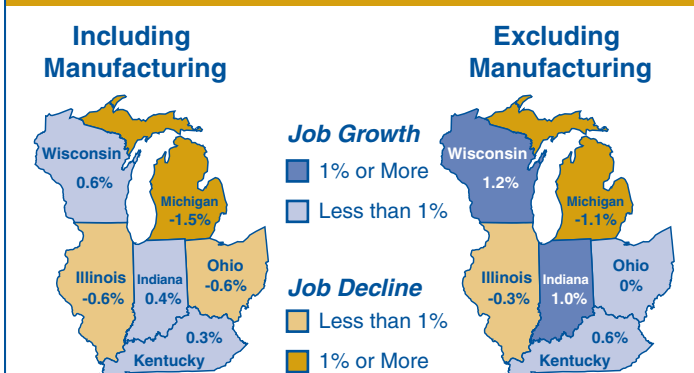 Including
Manufacturing
Wisconsin
0.6%
Michigan
-1.5%
Illinois
-0.6%
Indiana
0.4%
Ohio
-0.6%
0.3%
Kentucky
Job Growth
1% or More
Less than 1%
Job Decline
Less than 1%
1% or More
Excluding
Manufacturing
Wisconsin
1.2%
Michigan
-1.1%
Illinois
-0.3%
Indiana
1.0%
Ohio
0%
0.6%
Kentucky